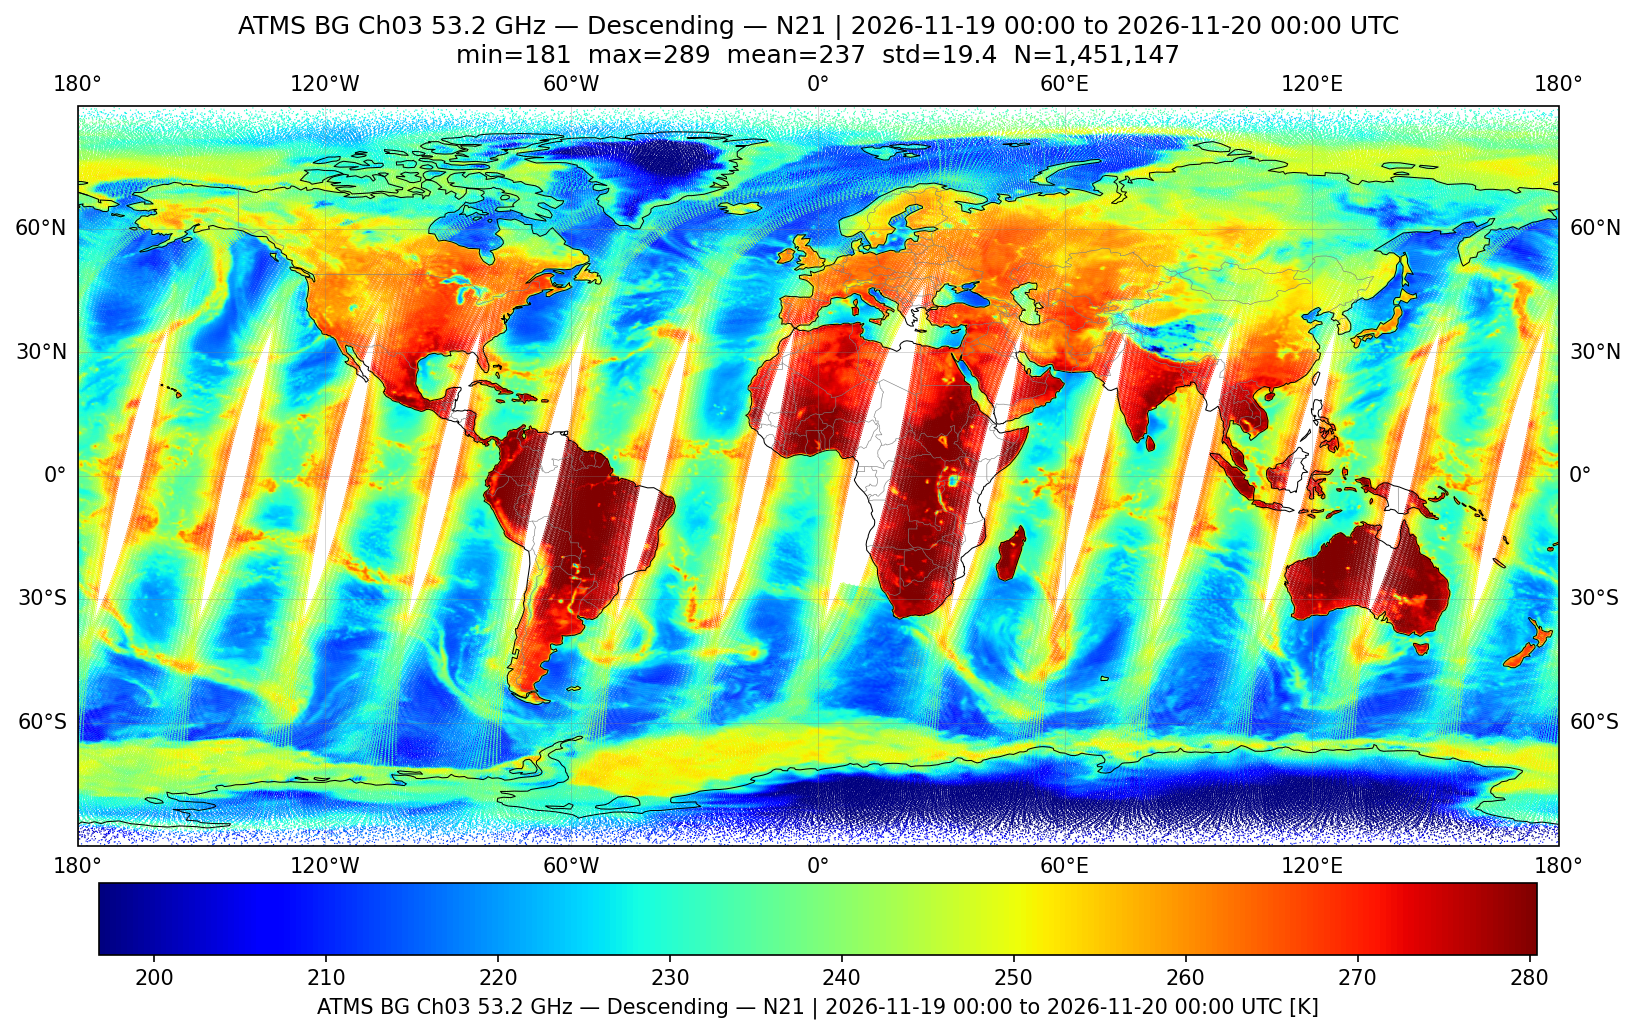 ATMS BG Ch03 53.2 GHz — Descending — N21 | 2026-11-19 00:00 to 2026-11-20 00:00 UTC
min=181 max=289 mean=237 std=19.4 N=1,451,147
180° 120°W 60°W 0° 60°E 120°E 180°
60°N 60°N
30°N 30°N
0° 0°
30°S 30°S
60°S 60°S
180° 120°W 60°W 0° 60°E 120°E 180°
200 210 220 230 240 250 260 270 280
ATMS BG Ch03 53.2 GHz — Descending — N21 | 2026-11-19 00:00 to 2026-11-20 00:00 UTC [K]